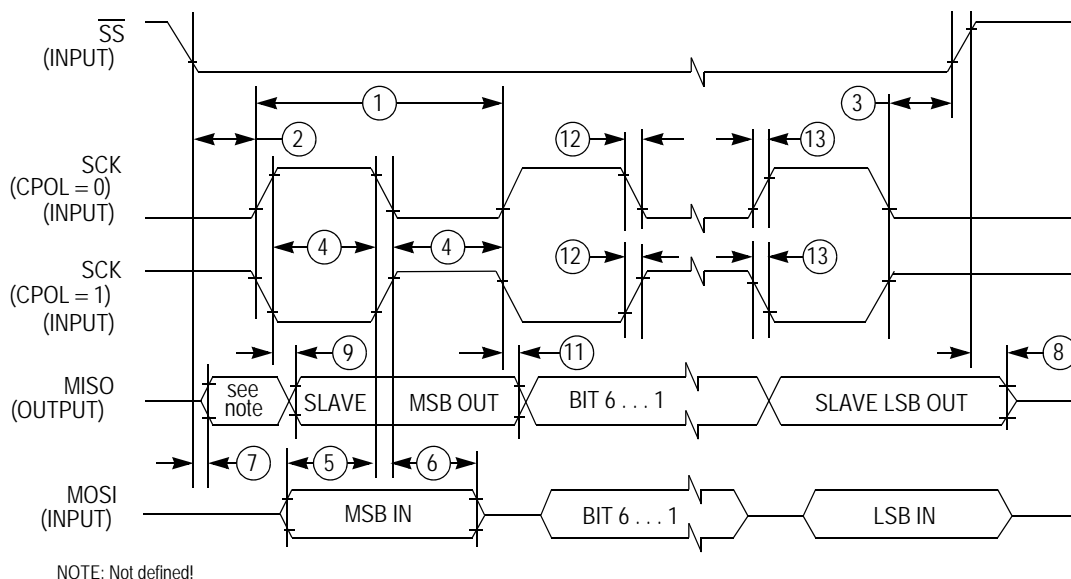 SS
(INPUT)
1
3
2
12
13
SCK
(CPOL = 0)
(INPUT)
4
4
SCK
(CPOL = 1)
(INPUT)
12
13
9
11
8
MISO
(OUTPUT)
see
note
SLAVE
MSB OUT
BIT 6 . . . 1
SLAVE LSB OUT
7
5
6
MOSI
(INPUT)
MSB IN
BIT 6 . . . 1
LSB IN
NOTE: Not defined!